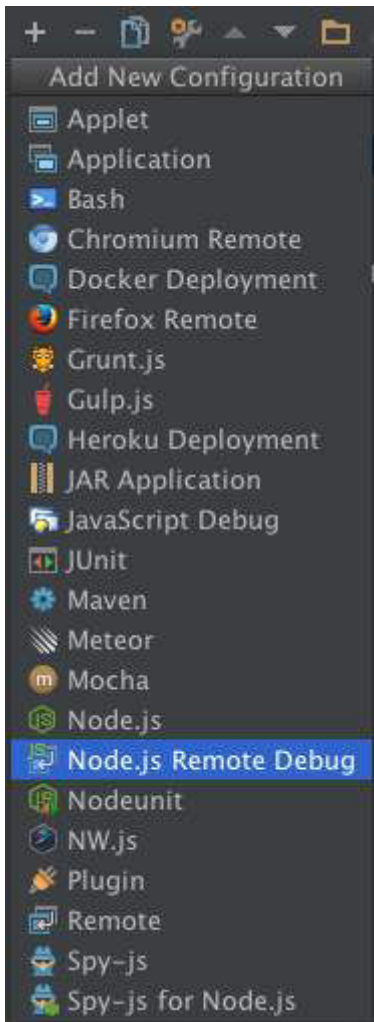 Add New Configuration
Applet
Application
Bash
Chromium Remote
Docker Deployment
Firefox Remote
Grunt.js
Gulp.js
Heroku Deployment
JAR Application
JavaScript Debug
JUnit
Maven
Meteor
Mocha
Node.js
Node.js Remote Debug
Nodeunit
NW.js
Plugin
Remote
Spy-js
Spy-js for Node.js